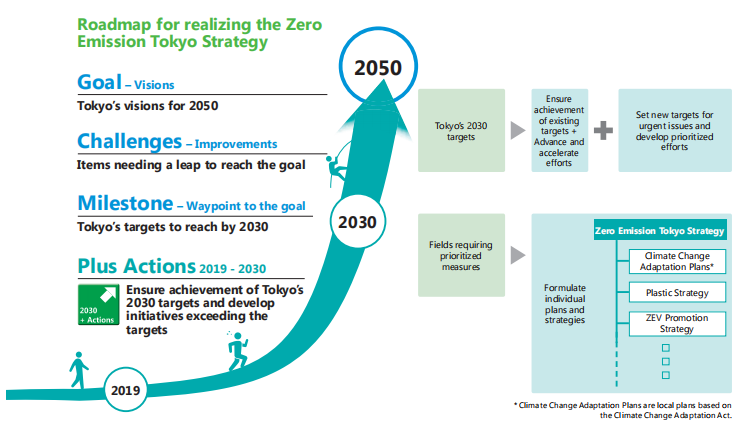 Roadmap for realizing the Zero
Emission Tokyo Strategy
Goal – Visions
Tokyo's visions for 2050
Challenges – Improvements
Items needing a leap to reach the goal
Milestone – Waypoint to the goal
Tokyo's targets to reach by 2030
Plus Actions 2019 - 2030
2030
+ Actions
Ensure achievement of Tokyo's
2030 targets and develop
initiatives exceeding the
targets
2050
2030
2019
Tokyo's 2030
targets
Ensure
achievement
of existing
targets +
Advance and
accelerate
efforts
Set new targets for
urgent issues and
develop prioritized
efforts
Fields requiring
prioritized
measures
Formulate
individual
plans and
strategies
Zero Emission Tokyo Strategy
Climate Change
Adaptation Plans*
Plastic Strategy
ZEV Promotion
Strategy
* Climate Change Adaptation Plans are local plans based on
the Climate Change Adaptation Act.